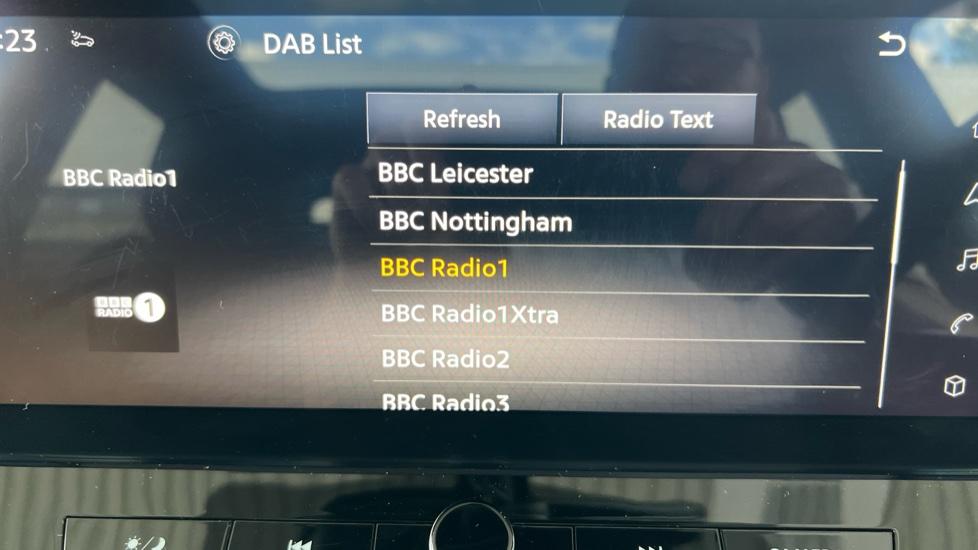 :23
DAB List
Refresh
Radio Text
BBC Radio1
BBC RADIO 1
BBC Leicester
BBC Nottingham
BBC Radio1
BBC Radio1Xtra
BBC Radio2
BBC Radio3